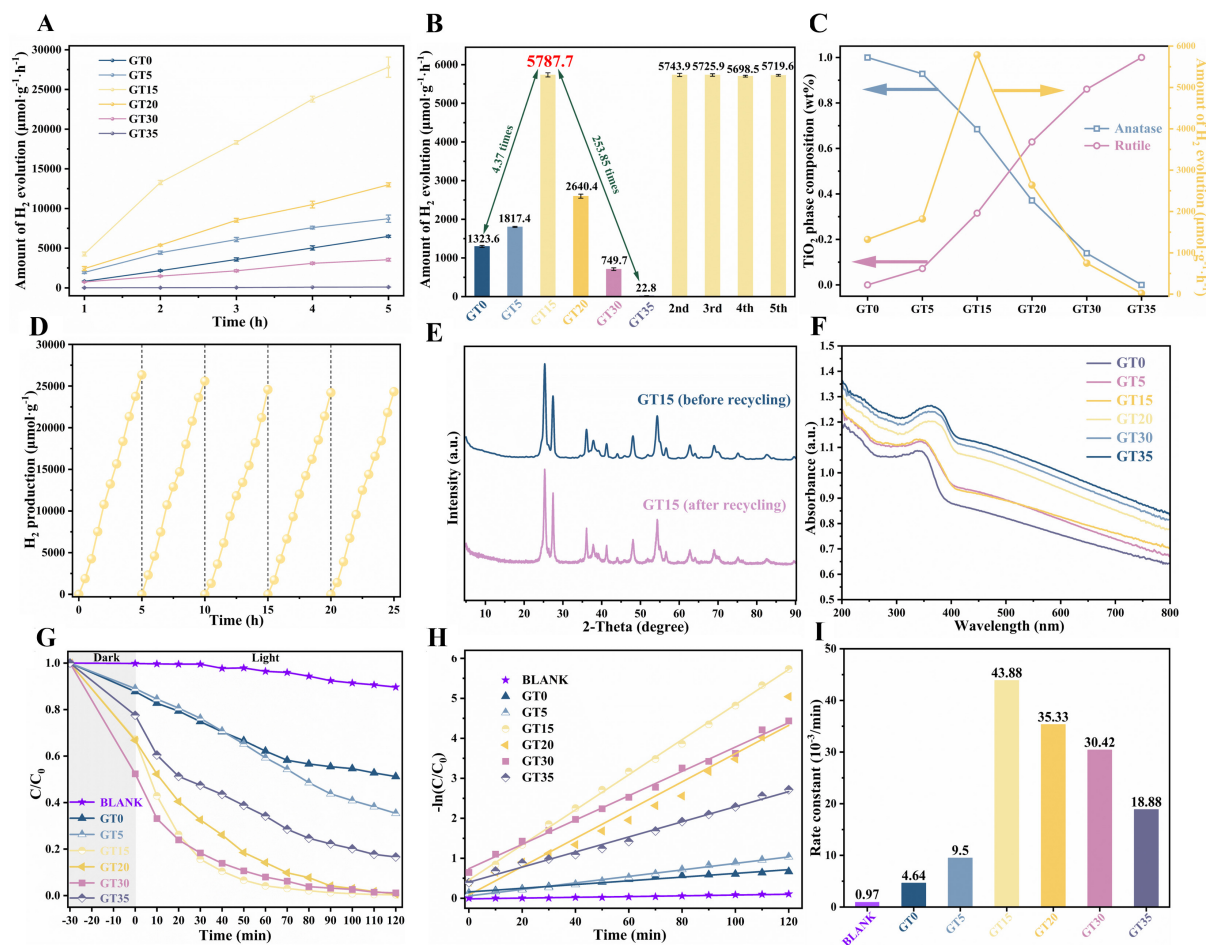 A
Amount of H₂ evolution (μmol·g⁻¹·h⁻¹)
30000
25000
20000
15000
10000
5000
0
GT0
GT5
GT15
GT20
GT30
GT35
1 2 3 4 5
Time (h)
B
Amount of H₂ evolution (μmol·g⁻¹·h⁻¹)
6000
5500
5000
4500
4000
3500
3000
2500
2000
1500
1000
500
0
5787.7
5743.9 5725.9 5698.5 5719.6
4.37 times
253.85 times
2640.4
1817.4
1323.6
749.7
22.8
GT0 GT5 GT15 GT20 GT30 GT35 2nd 3rd 4th 5th
C
TiO₂ phase composition (wt%)
1.0
0.8
0.6
0.4
0.2
0.0
Anatase
Rutile
6000
5000
4000
3000
2000
1000
0
Amount of H₂ evolution (μmol·g⁻¹·h⁻¹)
GT0 GT5 GT15 GT20 GT30 GT35
D
H₂ production (μmol·g⁻¹)
30000
25000
20000
15000
10000
5000
0
0 5 10 15 20 25
Time (h)
E
Intensity (a.u.)
GT15 (before recycling)
GT15 (after recycling)
10 20 30 40 50 60 70 80 90
2-Theta (degree)
F
Absorbance (a.u.)
1.5
1.4
1.3
1.2
1.1
1.0
0.9
0.8
0.7
0.6
0.5
GT0
GT5
GT15
GT20
GT30
GT35
200 300 400 500 600 700 800
Wavelength (nm)
G
C/C₀
1.0
0.8
0.6
0.4
0.2
0.0
Dark Light
BLANK
GT0
GT5
GT15
GT20
GT30
GT35
-30 -20 -10 0 10 20 30 40 50 60 70 80 90 100 110 120
Time (min)
H
-ln(C/C₀)
6
5
4
3
2
1
0
BLANK
GT0
GT5
GT15
GT20
GT30
GT35
0 20 40 60 80 100 120
Time (min)
I
Rate constant (10⁻³/min)
50
40
30
20
10
0
0.97
4.64
9.5
43.88
35.33
30.42
18.88
BLANK GT0 GT5 GT15 GT20 GT30 GT35